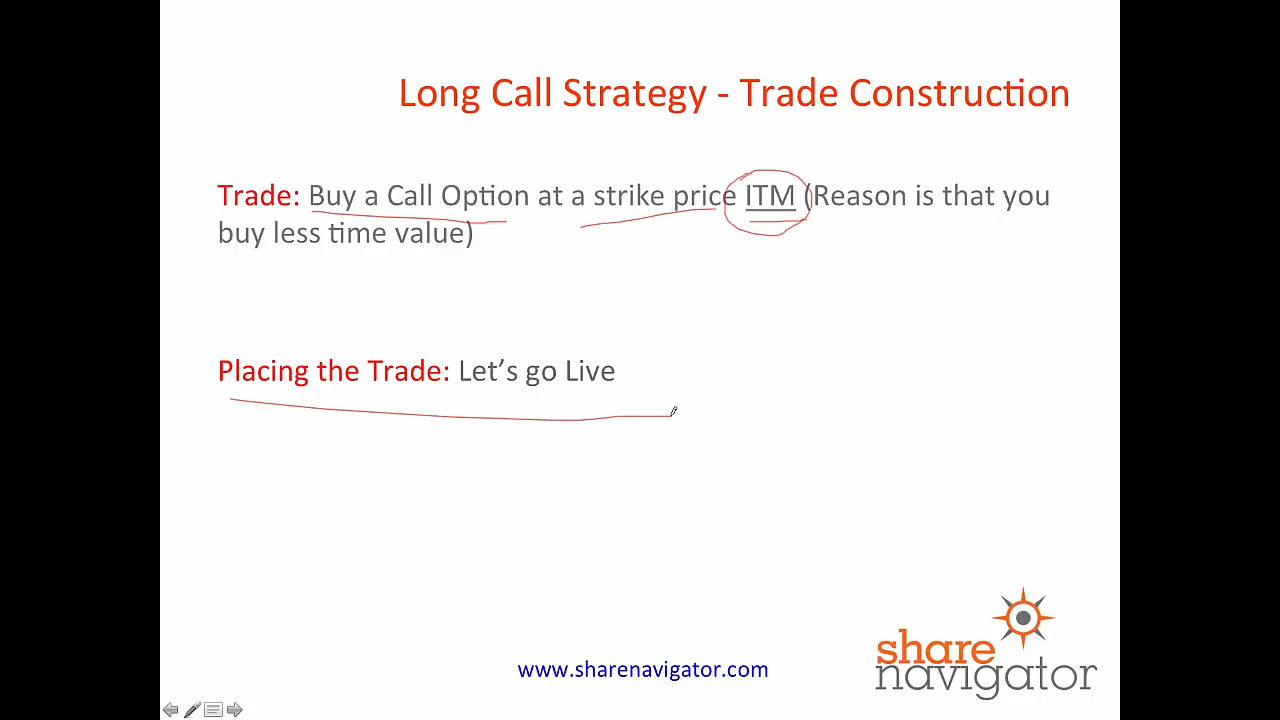 Long Call Strategy - Trade Construction
Trade: Buy a Call Option at a strike price ITM (Reason is that you
buy less time value)
Placing the Trade: Let’s go Live
www.sharenavigator.com
share
navigator